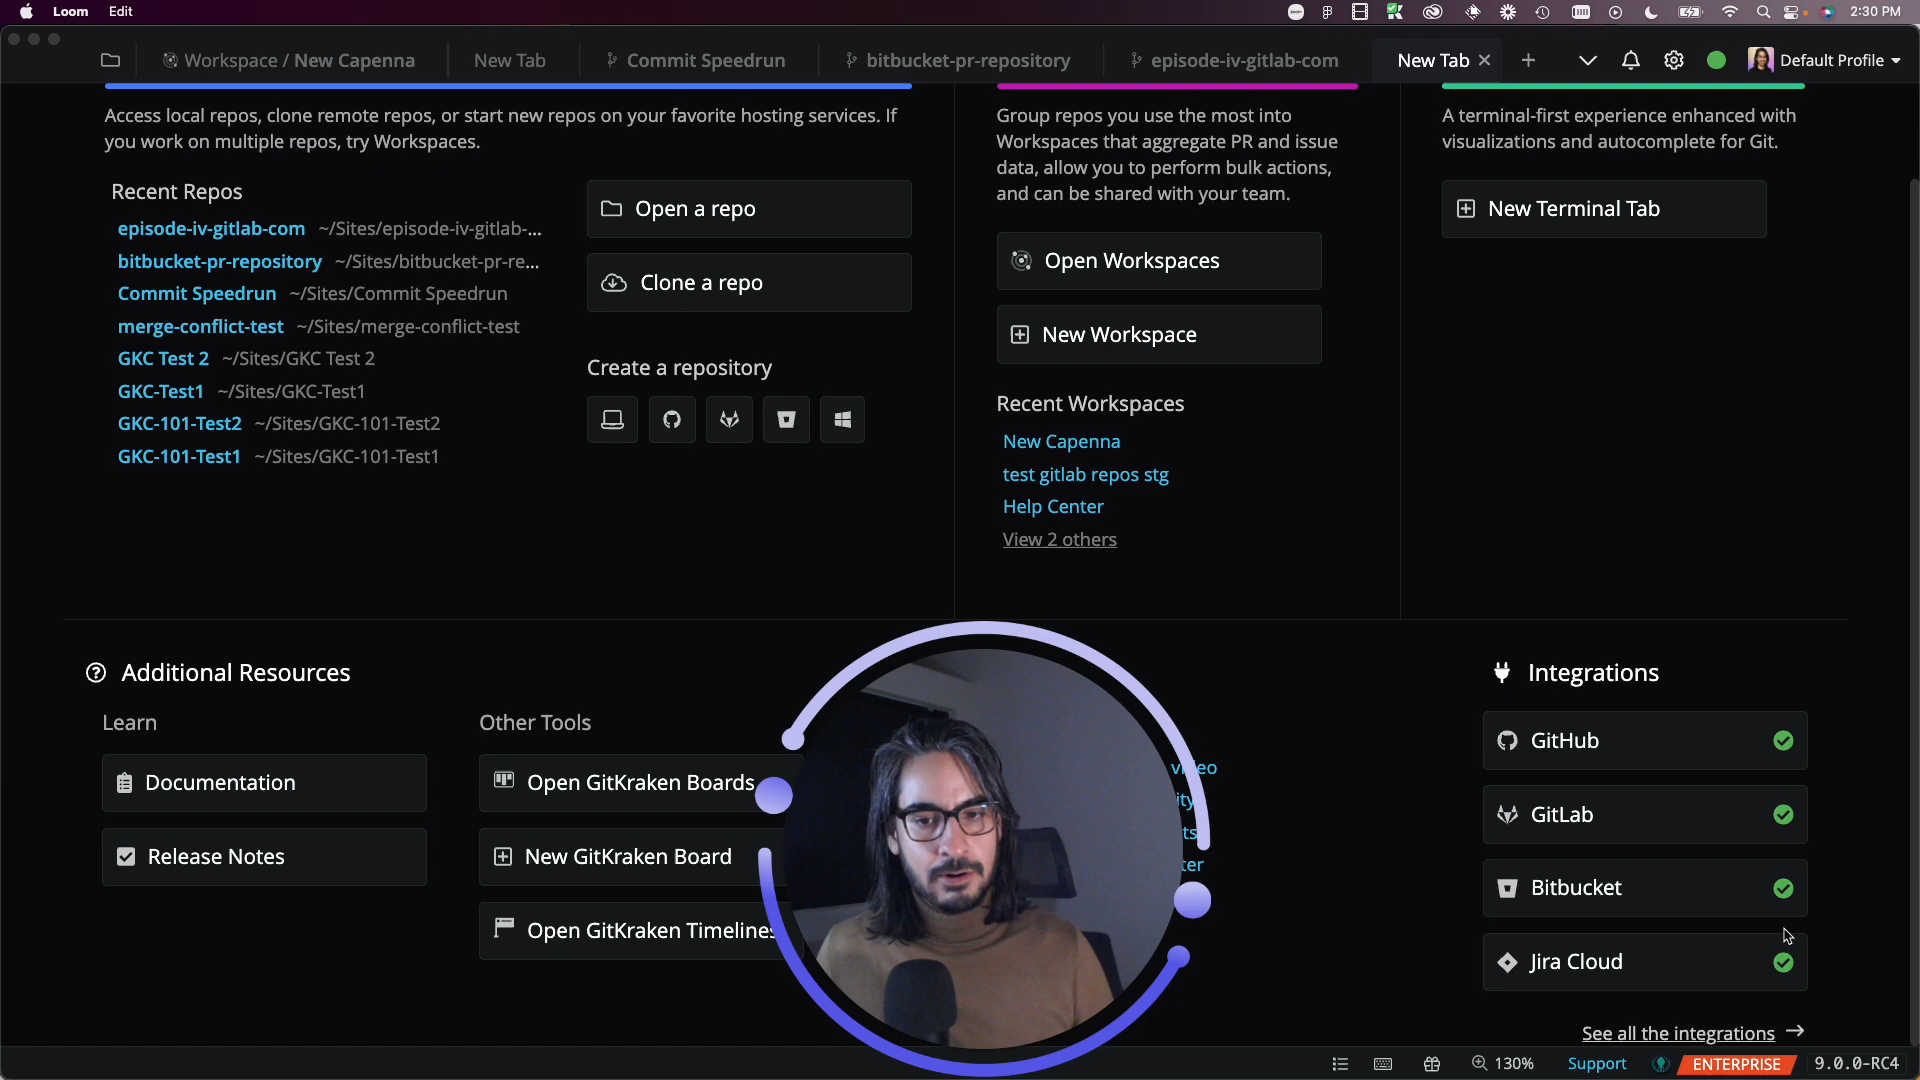 Loom Edit 2:30 PM
Workspace / New Capenna New Tab Commit Speedrun bitbucket-pr-repository episode-iv-gitlab-com New Tab Default Profile
Access local repos, clone remote repos, or start new repos on your favorite hosting services. If
you work on multiple repos, try Workspaces.
Recent Repos
episode-iv-gitlab-com ~/Sites/episode-iv-gitlab-...
bitbucket-pr-repository ~/Sites/bitbucket-pr-re...
Commit Speedrun ~/Sites/Commit Speedrun
merge-conflict-test ~/Sites/merge-conflict-test
GKC Test 2 ~/Sites/GKC Test 2
GKC-Test1 ~/Sites/GKC-Test1
GKC-101-Test2 ~/Sites/GKC-101-Test2
GKC-101-Test1 ~/Sites/GKC-101-Test1
Open a repo
Clone a repo
Create a repository
Group repos you use the most into
Workspaces that aggregate PR and issue
data, allow you to perform bulk actions,
and can be shared with your team.
Open Workspaces
New Workspace
Recent Workspaces
New Capenna
test gitlab repos stg
Help Center
View 2 others
A terminal-first experience enhanced with
visualizations and autocomplete for Git.
New Terminal Tab
Additional Resources
Learn
Documentation
Release Notes
Other Tools
Open GitKraken Boards
New GitKraken Board
Open GitKraken Timelines
Integrations
GitHub
GitLab
Bitbucket
Jira Cloud
See all the integrations
130% Support ENTERPRISE 9.0.0-RC4